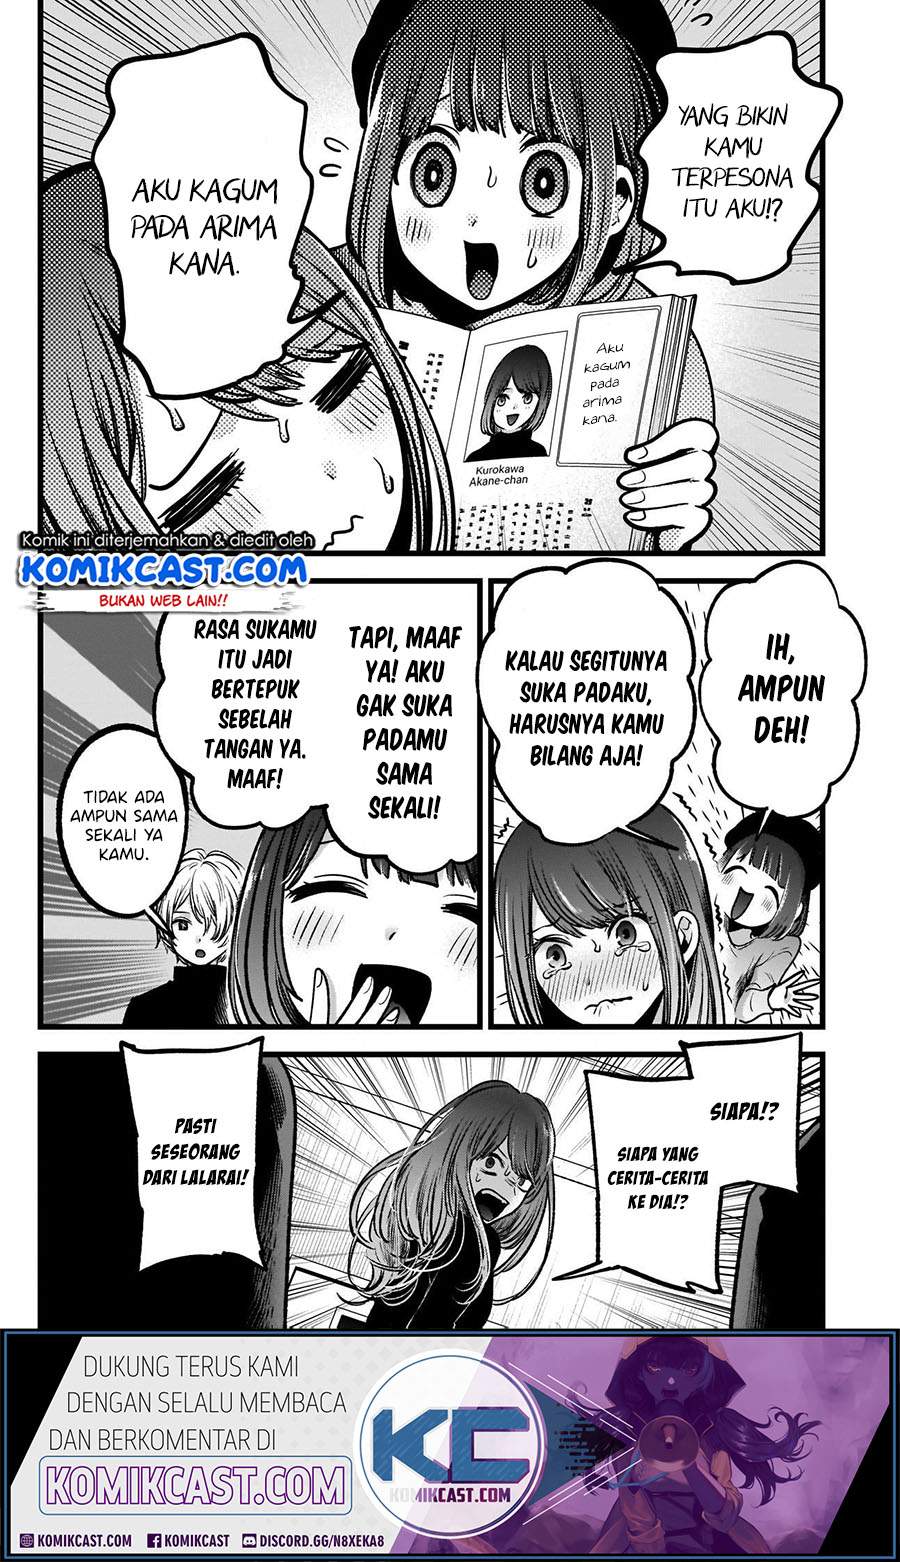 YANG BIKIN
KAMU
TERPESONA
ITU AKU!?
AKU KAGUM
PADA ARIMA
KANA.
Aku
kagum
pada
arima
kana.
Kurokawa
Akane-chan
Komik ini diterjemahkan & diedit oleh
KOMIKCAST.COM
BUKAN WEB LAIN!!
IH,
AMPUN
DEH!
KALAU SEGITUNYA
SUKA PADAKU,
HARUSNYA KAMU
BILANG AJA!
TAPI, MAAF
YA! AKU
GAK SUKA
PADAMU
SAMA
SEKALI!
RASA SUKAMU
ITU JADI
BERTEPUK
SEBELAH
TANGAN YA.
MAAF!
TIDAK ADA
AMPUN SAMA
SEKALI YA
KAMU.
SIAPA!?
SIAPA YANG
CERITA-CERITA
KE DIA!?
PASTI
SESEORANG
DARI LALARAI!
DUKUNG TERUS KAMI
DENGAN SELALU MEMBACA
DAN BERKOMENTAR DI
KOMIKCAST.COM
KC
KOMIKCAST.COM
KOMIKCAST.COM
KOMIKCAST
DISCORD.GG/N8XEKA8